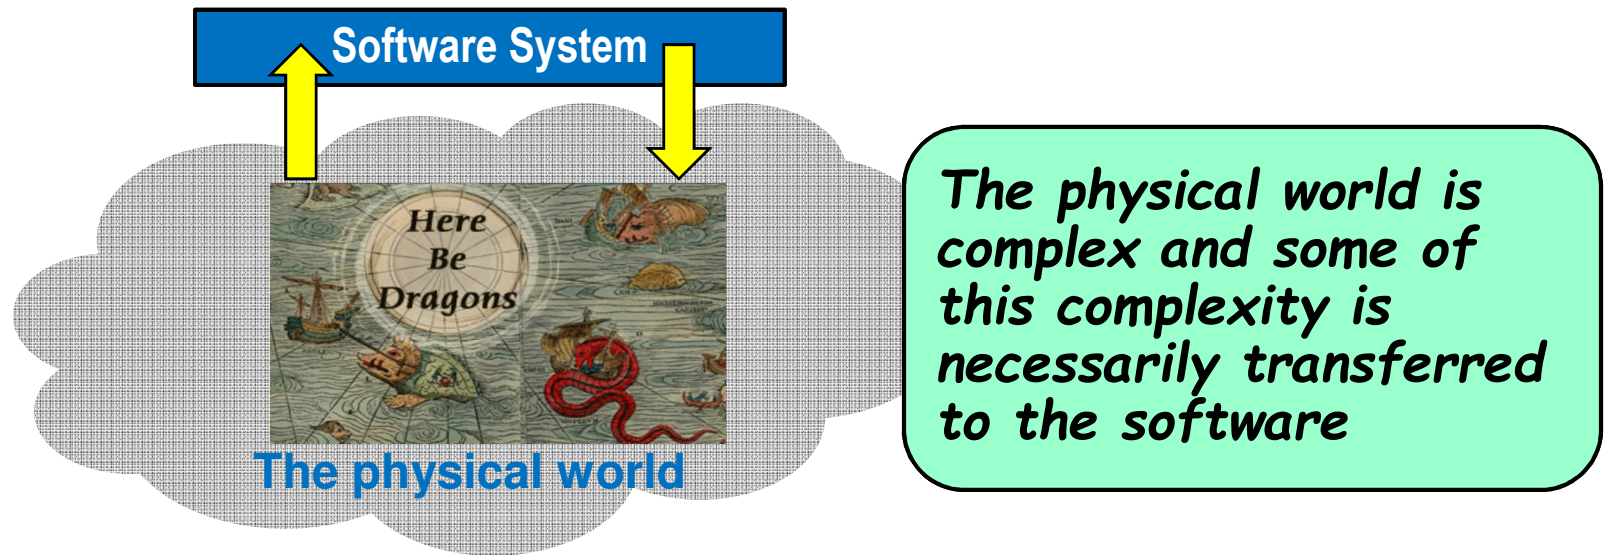 Software System
Here
Be
Dragons
The physical world
The physical world is
complex and some of
this complexity is
necessarily transferred
to the software